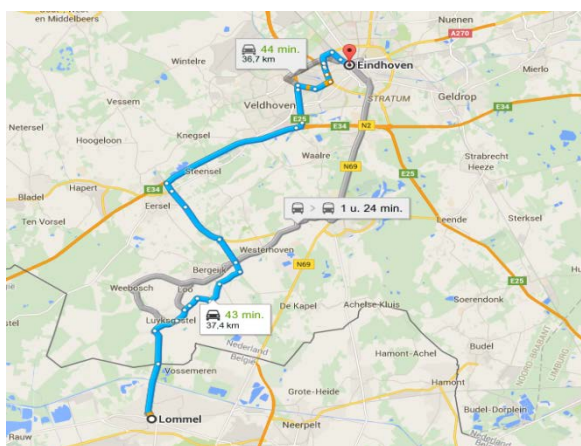 en Middelbeers
Nuenen
A270
Wintelre
44 min.
36,7 km
Eindhoven
Mierlo
Vessem
Veldhoven
STRATUM
Geldrop
E25
E34
E34
Netersel
Hoogeloon
Knegsel
N2
Waalre
Steensel
N69
Strabrecht
Heeze
Hapert
E34
E25
Bladel
Eersel
Ten Vorsel
1 u. 24 min.
Leende
Sterksel
Westerhoven
Bergeijk
N69
Weebosch
Loo
Soerendonk
De Kapel
Achelse Kluis
43 min.
37,4 km
Nederland
België
Budel
NOORD-BRABANT
LIMBURG
Hamont-Achel
Vossemeren
Grote-Heide
Hamont
Lommel
Rauw
Neerpelt
Budel-Dorplein